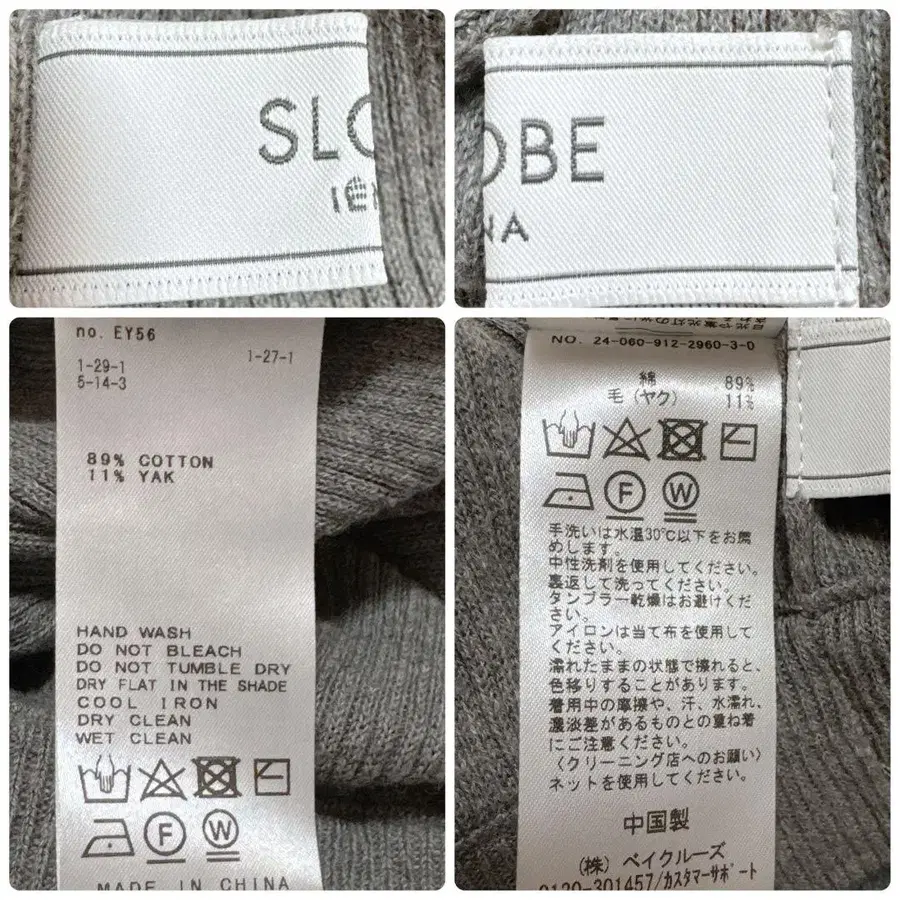 SLO
IÉN
OBE
NA
no. EY56
1-29-1 1-27-1
5-14-3
89% COTTON
11% YAK
HAND WASH
DO NOT BLEACH
DO NOT TUMBLE DRY
DRY FLAT IN THE SHADE
COOL IRON
DRY CLEAN
WET CLEAN
F W
MADE IN CHINA
NO. 24-060-912-2960-3-0
綿 89%
毛(ヤク) 11%
F W
手洗いは水温30℃以下をお薦
めします。
中性洗剤を使用してください。
裏返して洗ってください。
タンブラー乾燥はお避けくだ
さい。
アイロンは当て布を使用して
ください。
濡れたままの状態で擦れると、
色移りすることがあります。
着用中の摩擦や、汗、水濡れ、
濃淡差があるものとの重ね着
にご注意ください。
〈クリーニング店へのお願い〉
ネットを使用してください。
中国製
(株)ベイクルーズ
0120-301457/カスタマーサポート